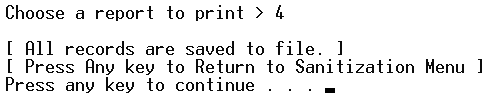 Choose a report to print > 4
[ All records are saved to file. ]
[ Press Any key to Return to Sanitization Menu ]
Press any key to continue . . .